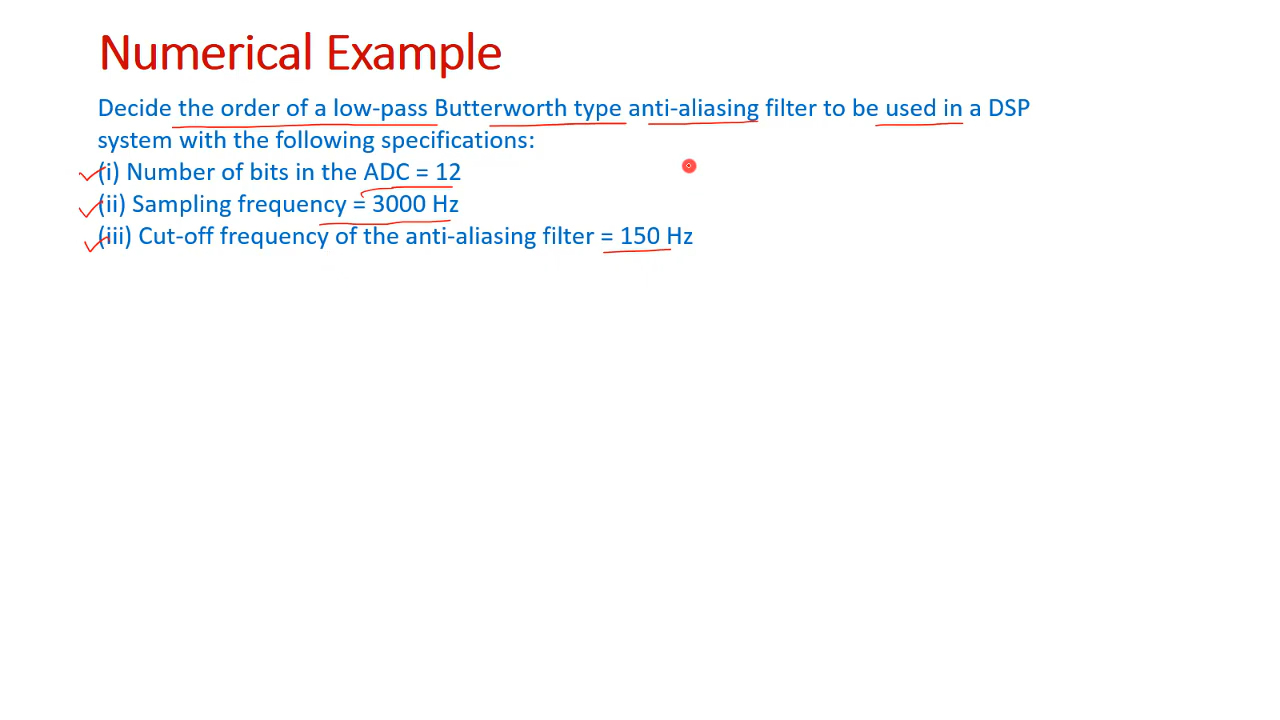 Numerical Example
Decide the order of a low-pass Butterworth type anti-aliasing filter to be used in a DSP
system with the following specifications:
(i) Number of bits in the ADC = 12
(ii) Sampling frequency = 3000 Hz
(iii) Cut-off frequency of the anti-aliasing filter = 150 Hz